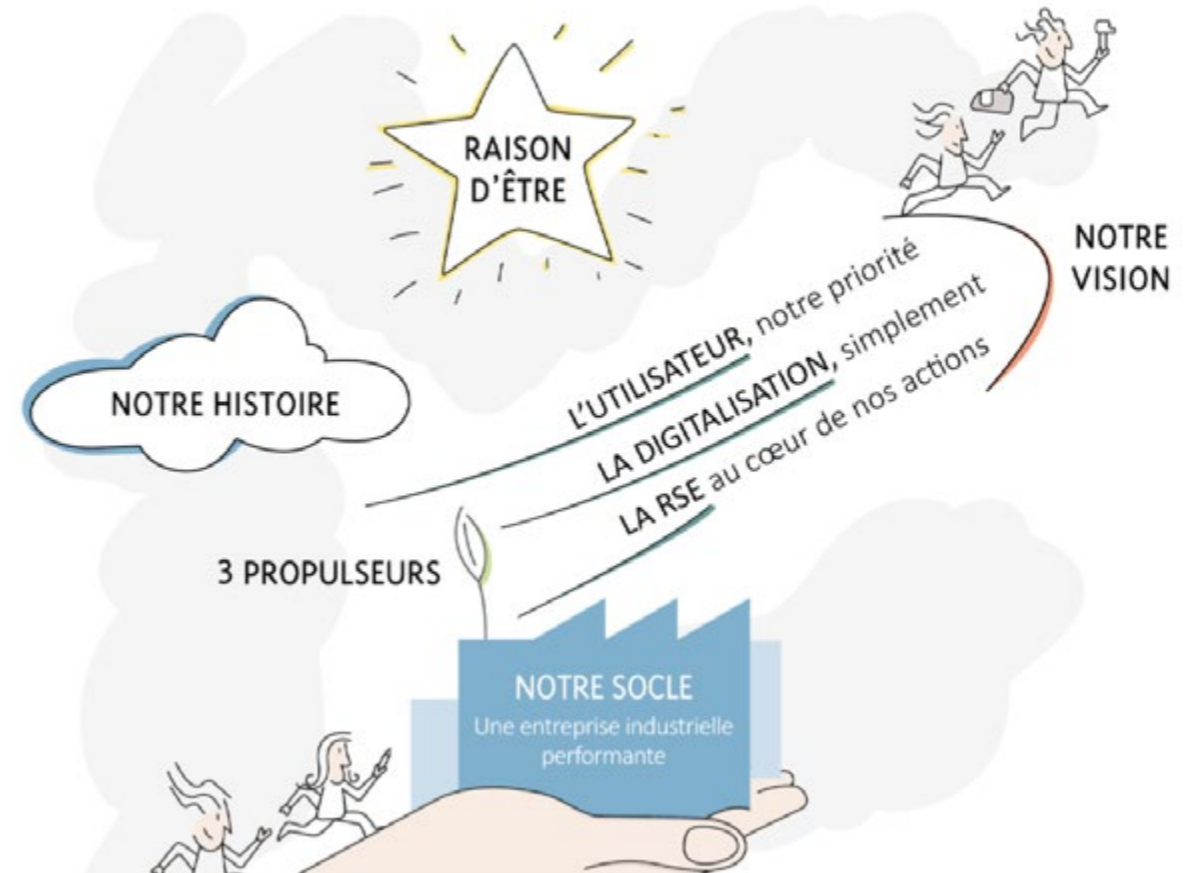 RAISON
D'ÊTRE
NOTRE
VISION
L'UTILISATEUR, notre priorité
LA DIGITALISATION, simplement
LA RSE au cœur de nos actions
NOTRE HISTOIRE
3 PROPULSEURS
NOTRE SOCLE
Une entreprise industrielle
performante